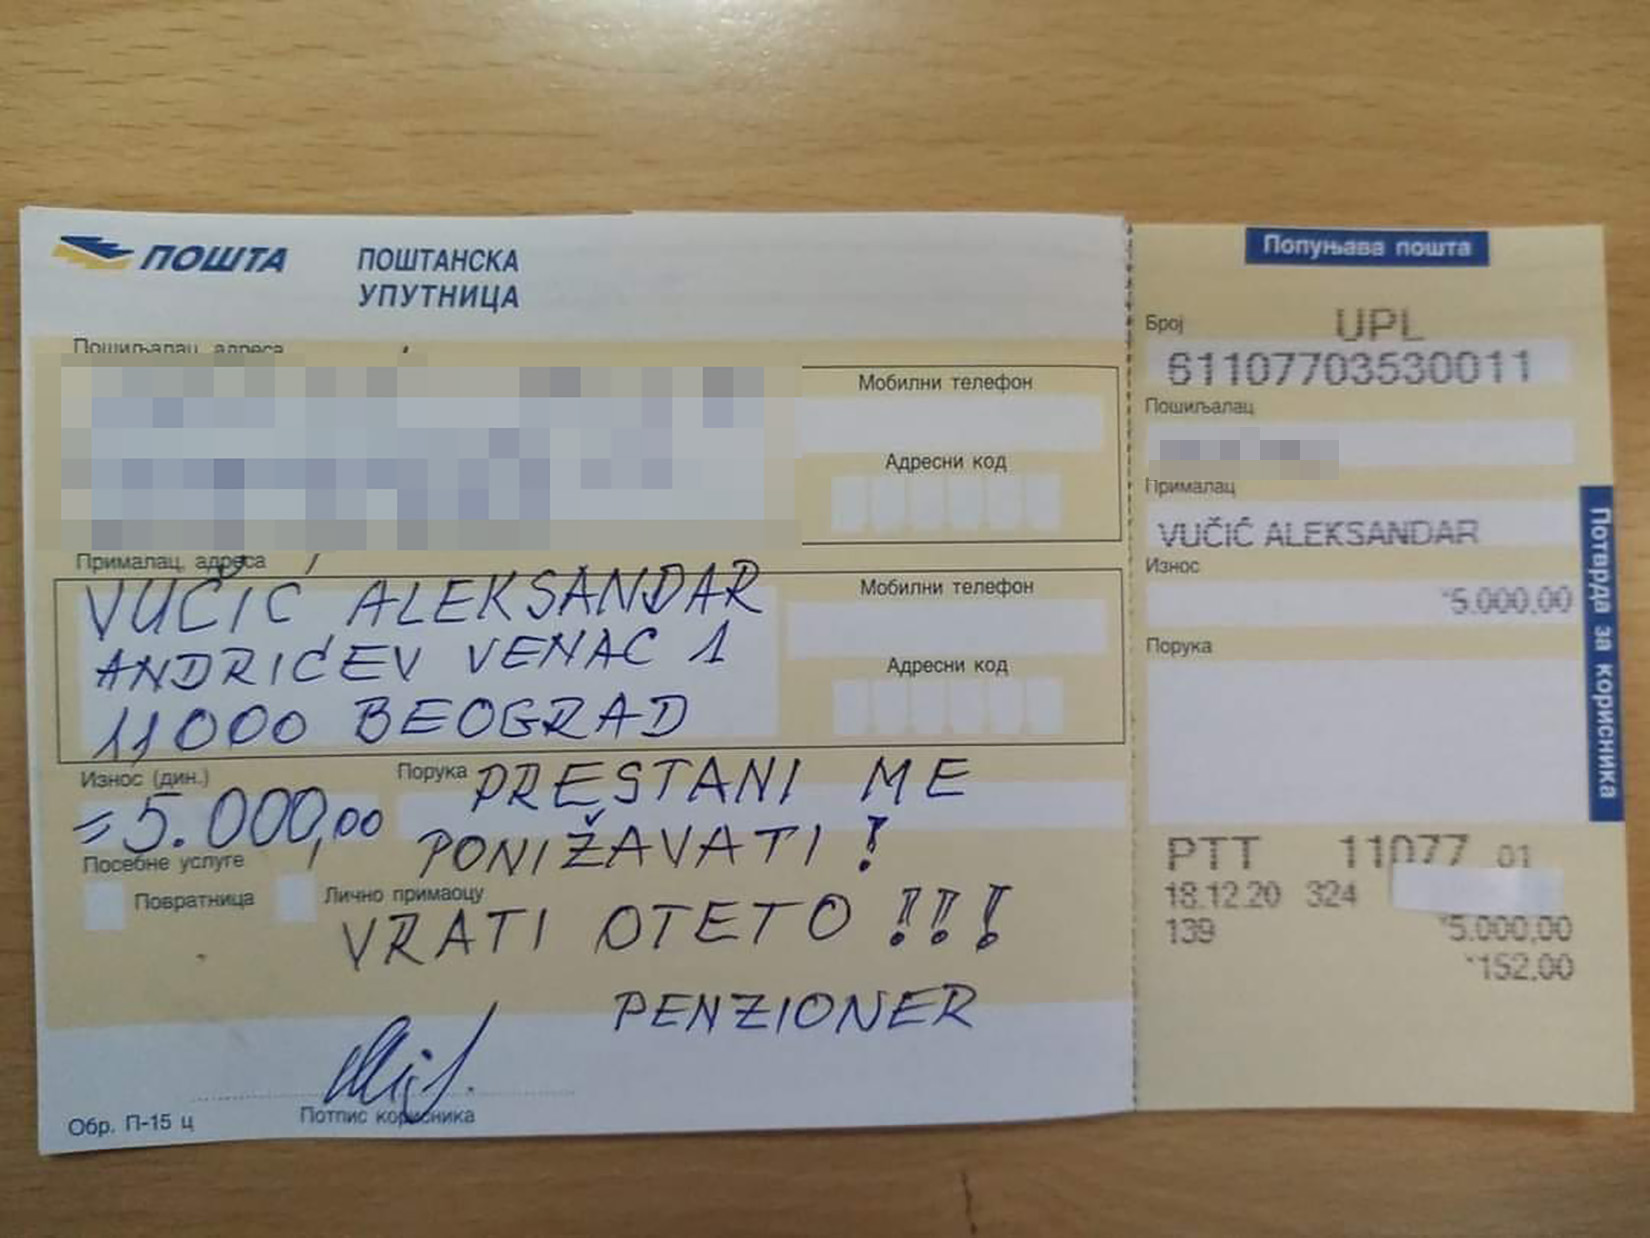 ПОШТА
ПОШТАНСКА
УПУТНИЦА
Пошиљалац, адреса
Мобилни телефон
Адресни код
Прималац, адреса
VUČIĆ ALEKSANDAR
ANDRIĆEV VENAC 1
11000 BEOGRAD
Мобилни телефон
Адресни код
Износ (дин.)
=5.000,00
Порука
PRESTANI ME
PONIŽAVATI!
Посебне услуге
Повратница
Лично примаоцу
VRATI OTETO!!!
PENZIONER
Потпис корисника
Обр. П-15 ц
Попуњава пошта
Број
UPL
61107703530011
Пошиљалац
Прималац
VUČIĆ ALEKSANDAR
Износ
*5.000,00
Порука
PTT 11077 01
18.12.20 324
139 *5.000,00
*152,00
Потврда за корисника